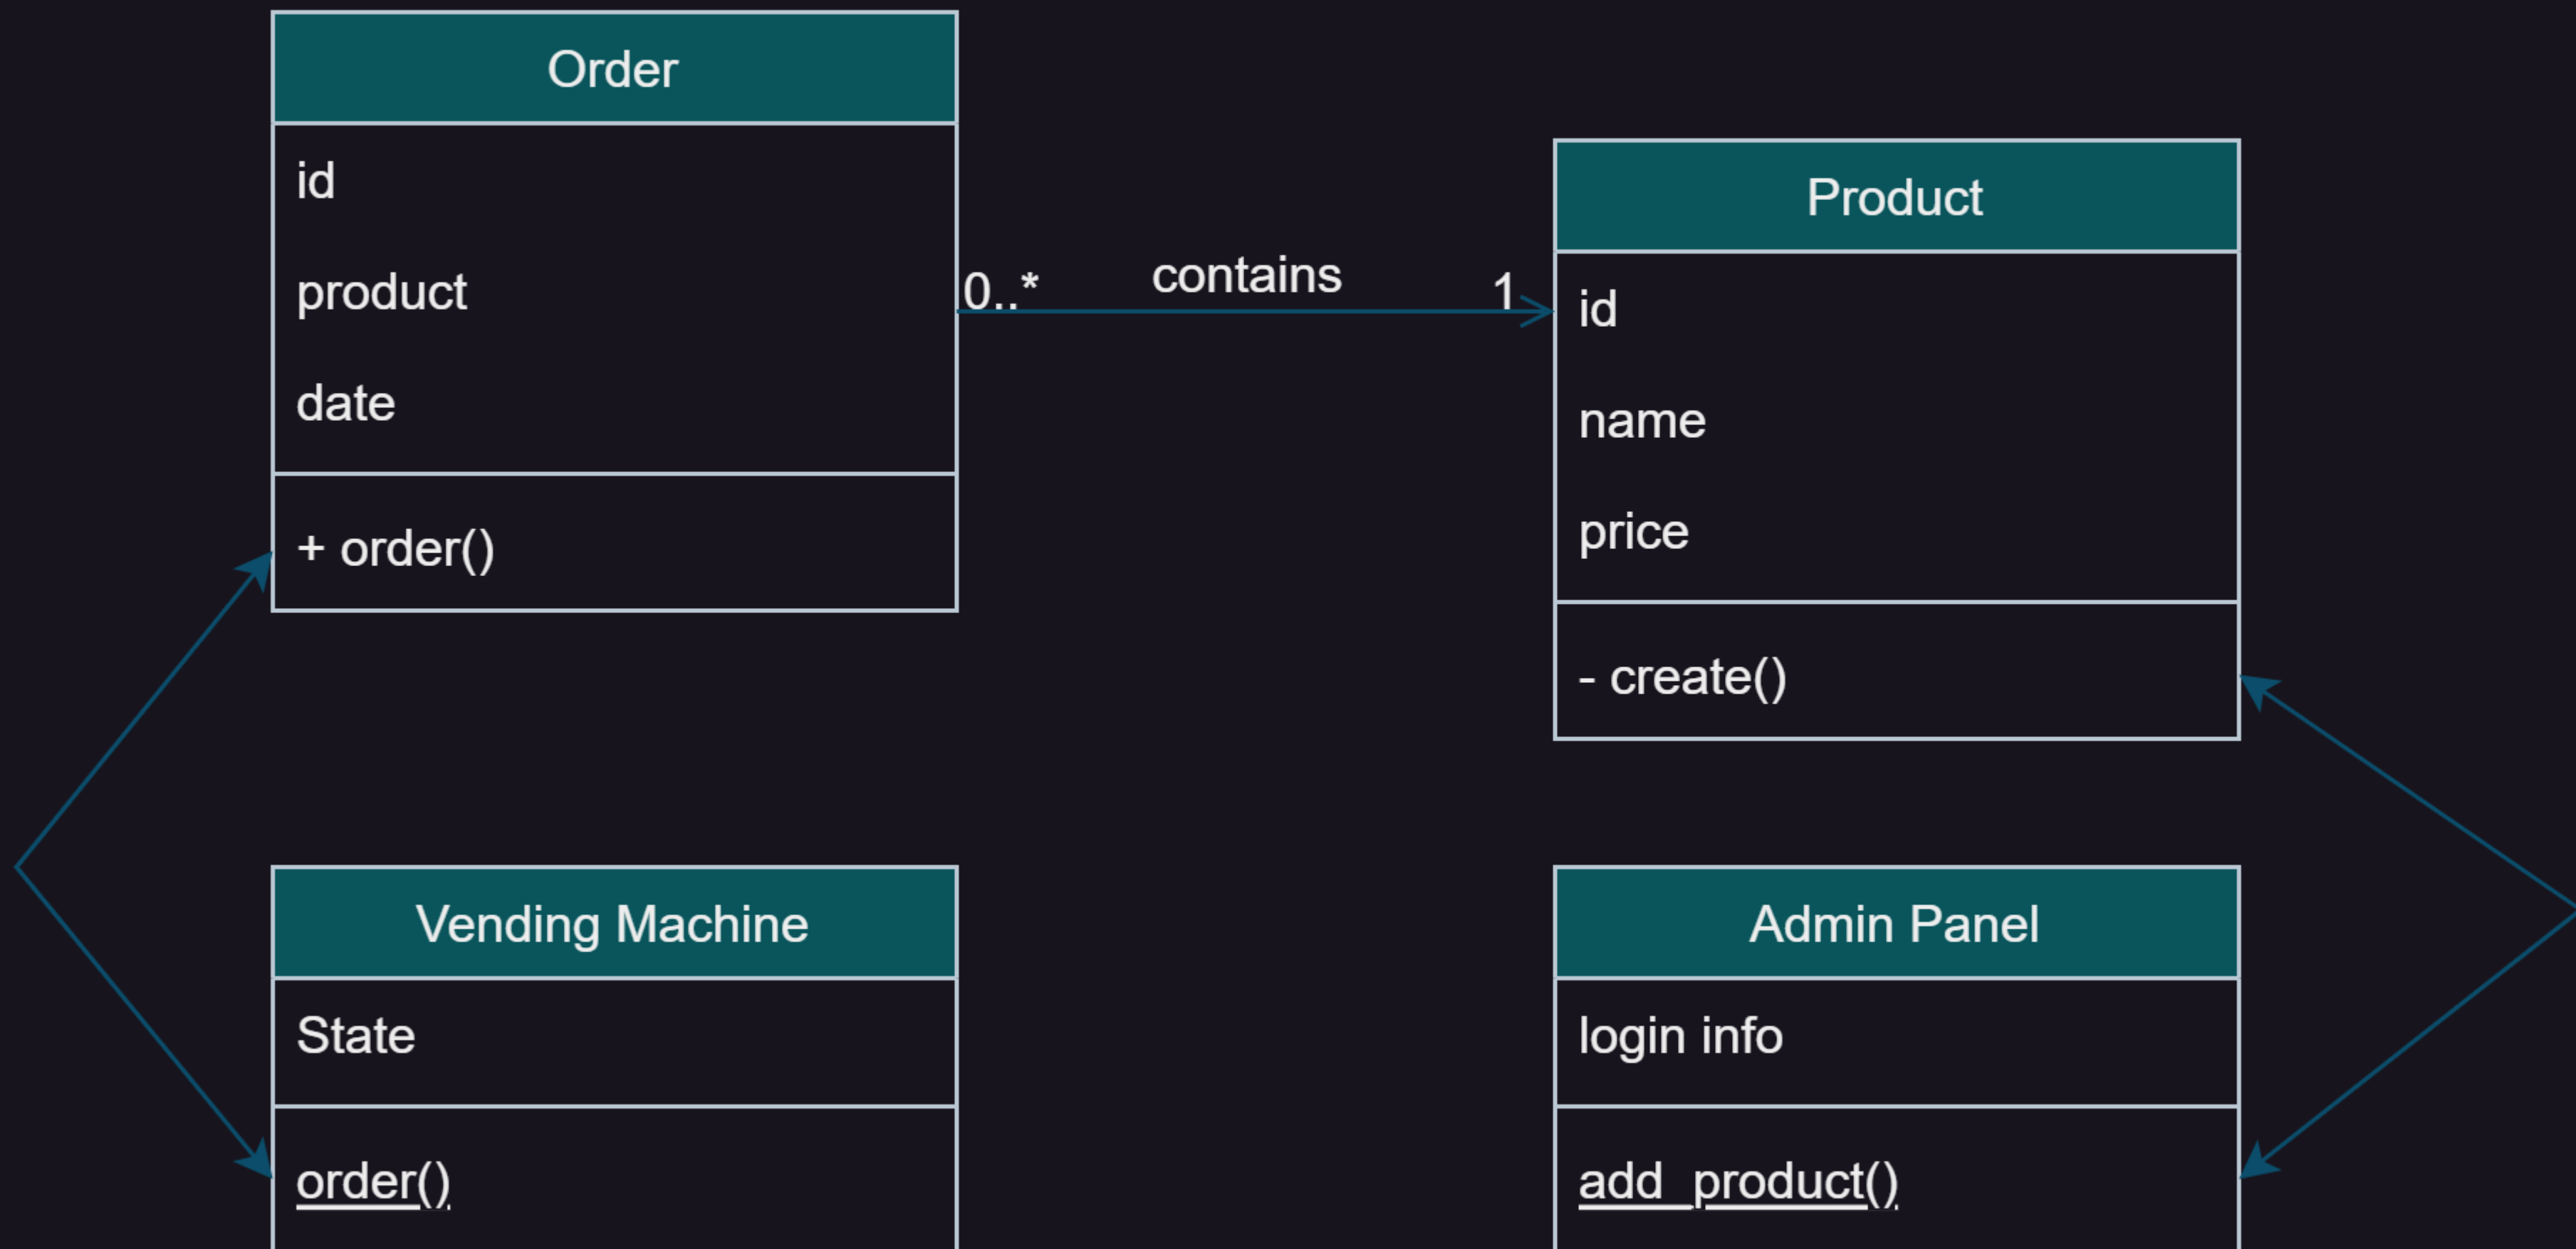 Order
id
product
date
+ order()
0..*
contains
1
Product
id
name
price
- create()
Vending Machine
State
order()
Admin Panel
login info
add_product()